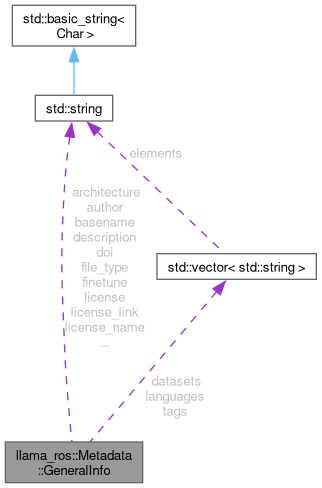 std::basic_string<
Char >
std::string
elements
architecture
author
basename
description
doi
file_type
finetune
license
license_link
license_name
...
std::vector< std::string >
datasets
languages
tags
llama_ros::Metadata
::GeneralInfo